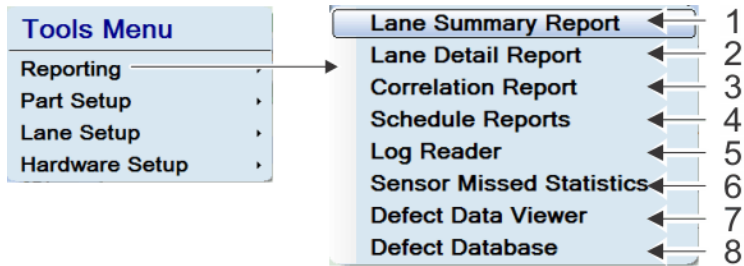 Tools Menu
Reporting
Part Setup
Lane Setup
Hardware Setup
Lane Summary Report 1
Lane Detail Report 2
Correlation Report 3
Schedule Reports 4
Log Reader 5
Sensor Missed Statistics 6
Defect Data Viewer 7
Defect Database 8